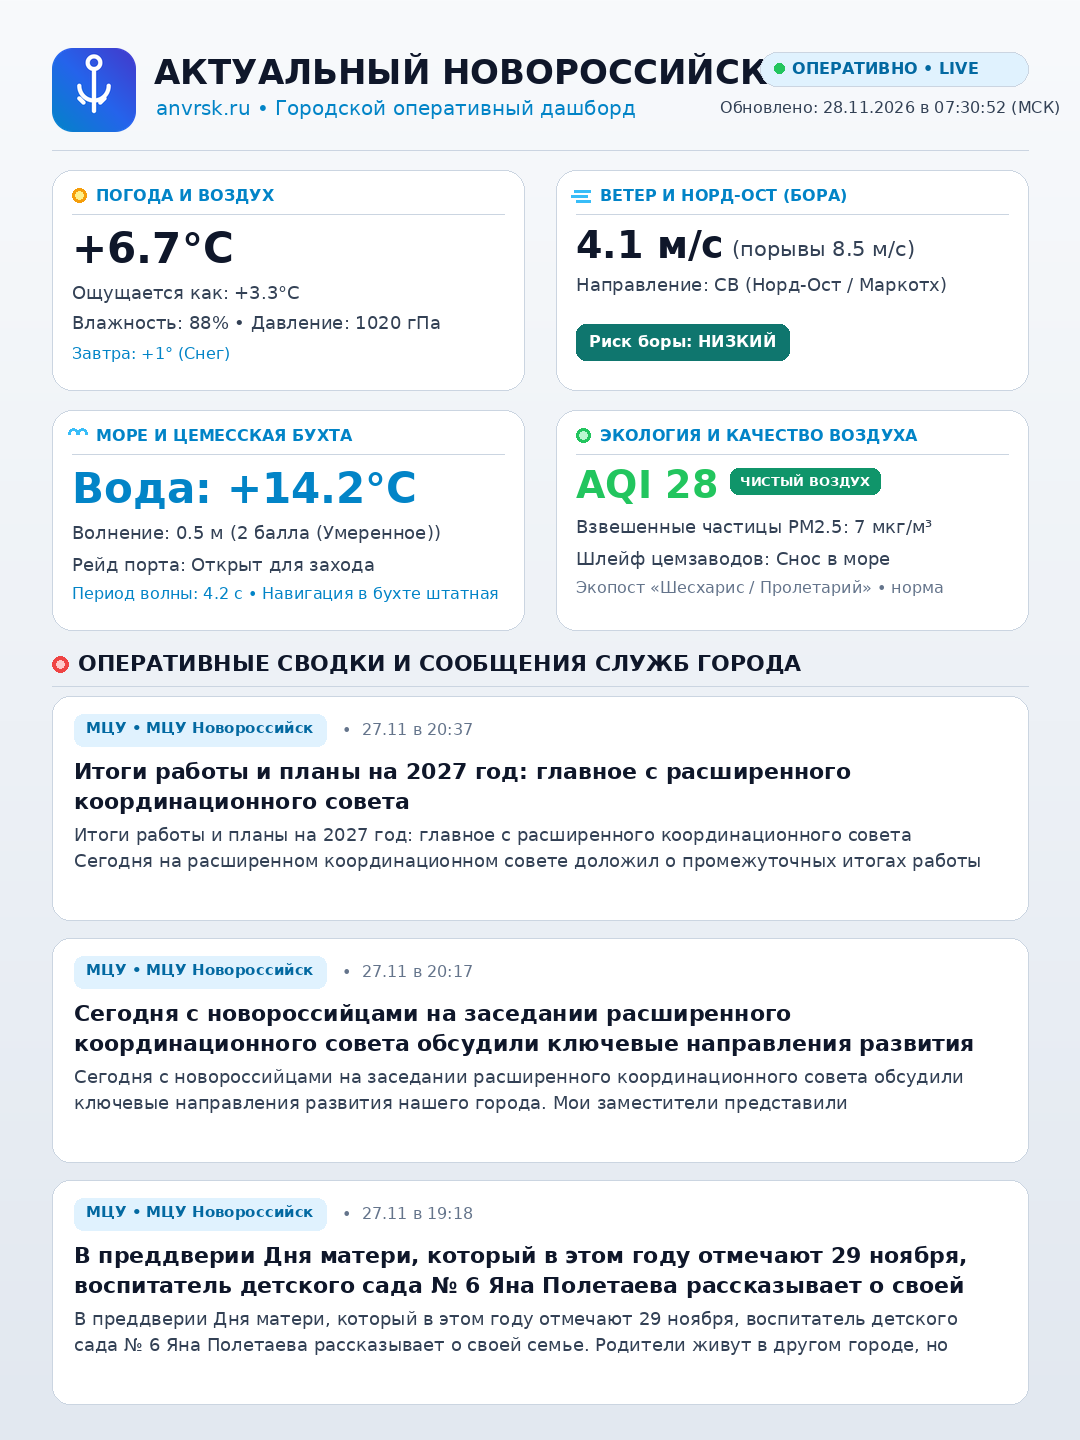 АКТУАЛЬНЫЙ НОВОРОССИЙСК
ОПЕРАТИВНО • LIVE
anvrsk.ru • Городской оперативный дашборд
Обновлено: 28.11.2026 в 07:30:52 (МСК)
ПОГОДА И ВОЗДУХ
+6.7°C
Ощущается как: +3.3°C
Влажность: 88% • Давление: 1020 гПа
Завтра: +1° (Снег)
ВЕТЕР И НОРД-ОСТ (БОРА)
4.1 м/с (порывы 8.5 м/с)
Направление: СВ (Норд-Ост / Маркотх)
Риск боры: НИЗКИЙ
МОРЕ И ЦЕМЕССКАЯ БУХТА
Вода: +14.2°C
Волнение: 0.5 м (2 балла (Умеренное))
Рейд порта: Открыт для захода
Период волны: 4.2 с • Навигация в бухте штатная
ЭКОЛОГИЯ И КАЧЕСТВО ВОЗДУХА
AQI 28 ЧИСТЫЙ ВОЗДУХ
Взвешенные частицы PM2.5: 7 мкг/м³
Шлейф цемзаводов: Снос в море
Экопост «Шесхарис / Пролетарий» • норма
ОПЕРАТИВНЫЕ СВОДКИ И СООБЩЕНИЯ СЛУЖБ ГОРОДА
МЦУ • МЦУ Новороссийск • 27.11 в 20:37
Итоги работы и планы на 2027 год: главное с расширенного
координационного совета
Итоги работы и планы на 2027 год: главное с расширенного координационного совета
Сегодня на расширенном координационном совете доложил о промежуточных итогах работы
МЦУ • МЦУ Новороссийск • 27.11 в 20:17
Сегодня с новороссийцами на заседании расширенного
координационного совета обсудили ключевые направления развития
Сегодня с новороссийцами на заседании расширенного координационного совета обсудили
ключевые направления развития нашего города. Мои заместители представили
МЦУ • МЦУ Новороссийск • 27.11 в 19:18
В преддверии Дня матери, который в этом году отмечают 29 ноября,
воспитатель детского сада № 6 Яна Полетаева рассказывает о своей
В преддверии Дня матери, который в этом году отмечают 29 ноября, воспитатель детского
сада № 6 Яна Полетаева рассказывает о своей семье. Родители живут в другом городе, но